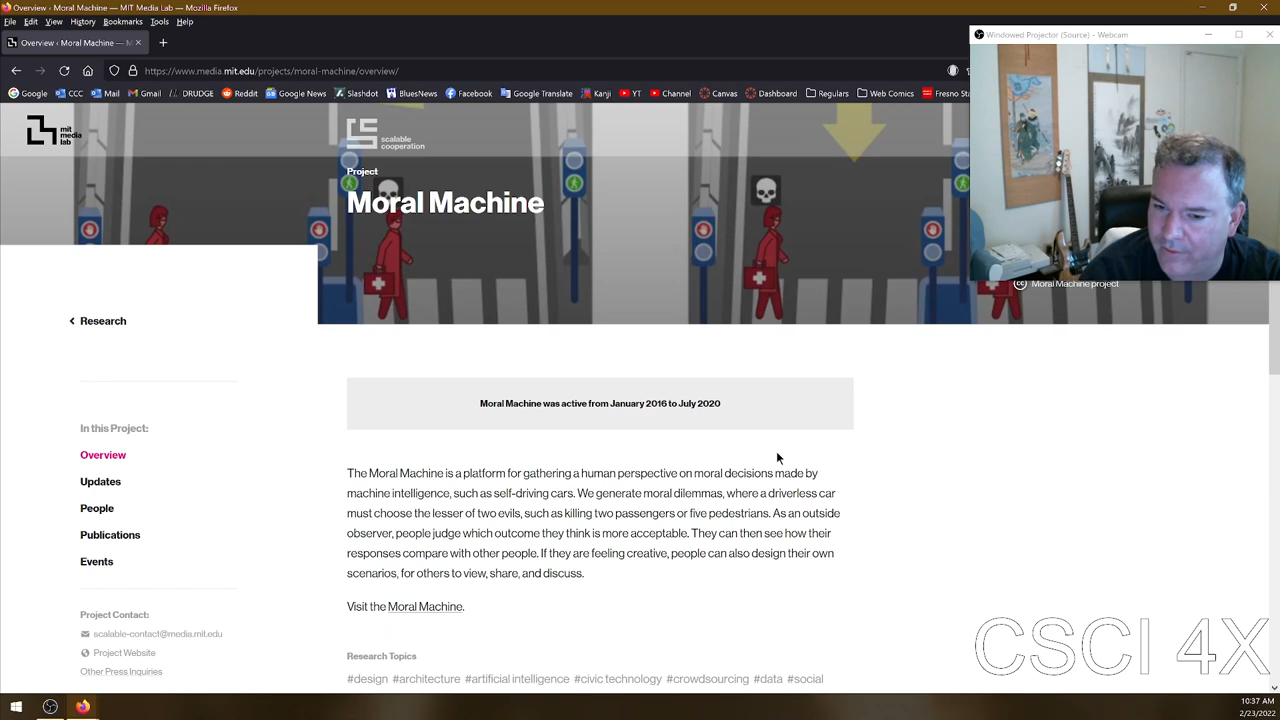 Overview ‹ Moral Machine — MIT Media Lab — Mozilla Firefox
File Edit View History Bookmarks Tools Help
Overview ‹ Moral Machine — M
https://www.media.mit.edu/projects/moral-machine/overview/
Google CCC Mail Gmail DRUDGE Reddit Google News Slashdot BluesNews Facebook Google Translate Kanji YT Channel Canvas Dashboard Regulars Web Comics Fresno Sta
Windowed Projector (Source) - Webcam
mit
media
lab
scalable
cooperation
Project
Moral Machine
Moral Machine project
Research
Moral Machine was active from January 2016 to July 2020
In this Project:
Overview
Updates
People
Publications
Events
Project Contact:
scalable-contact@media.mit.edu
Project Website
Other Press Inquiries
The Moral Machine is a platform for gathering a human perspective on moral decisions made by
machine intelligence, such as self-driving cars. We generate moral dilemmas, where a driverless car
must choose the lesser of two evils, such as killing two passengers or five pedestrians. As an outside
observer, people judge which outcome they think is more acceptable. They can then see how their
responses compare with other people. If they are feeling creative, people can also design their own
scenarios, for others to view, share, and discuss.
Visit the Moral Machine.
Research Topics
#design #architecture #artificial intelligence #civic technology #crowdsourcing #data #social
CSCI 4X
10:37 AM
2/23/2022